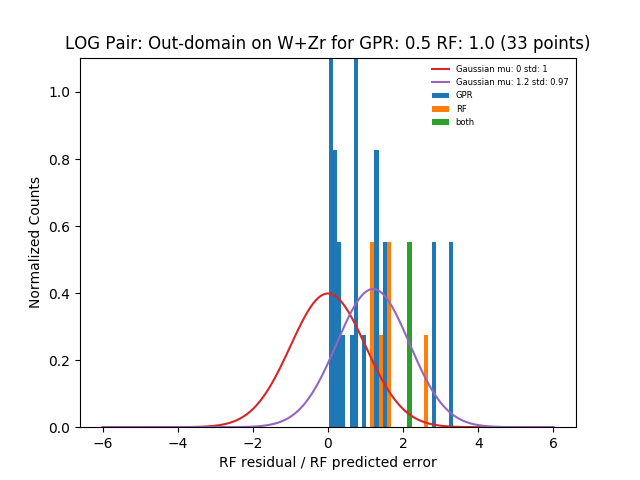 LOG Pair: Out-domain on W+Zr for GPR: 0.5 RF: 1.0 (33 points)
Gaussian mu: 0 std: 1
Gaussian mu: 1.2 std: 0.97
GPR
RF
both
Normalized Counts
1.0
0.8
0.6
0.4
0.2
0.0
−6 −4 −2 0 2 4 6
RF residual / RF predicted error